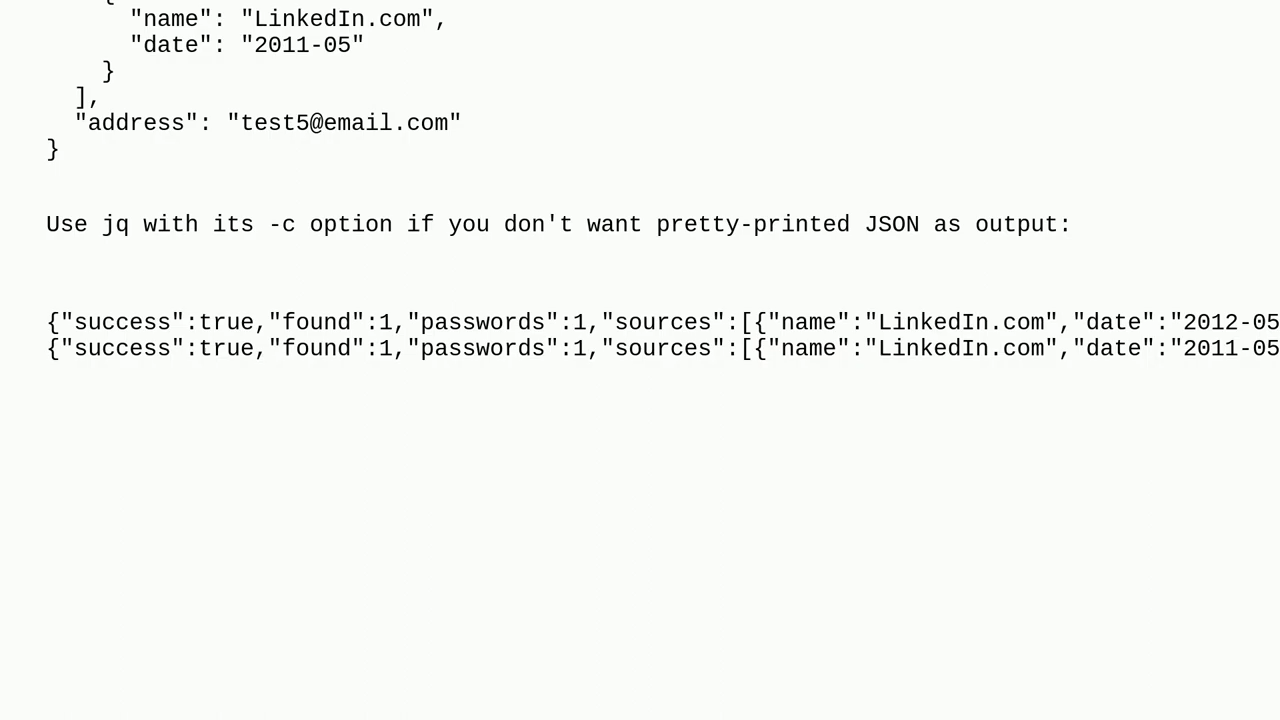 {
"name": "LinkedIn.com",
"date": "2011-05"
}
],
"address": "test5@email.com"
}
Use jq with its -c option if you don't want pretty-printed JSON as output:
{"success":true,"found":1,"passwords":1,"sources":[{"name":"LinkedIn.com","date":"2012-05
{"success":true,"found":1,"passwords":1,"sources":[{"name":"LinkedIn.com","date":"2011-05